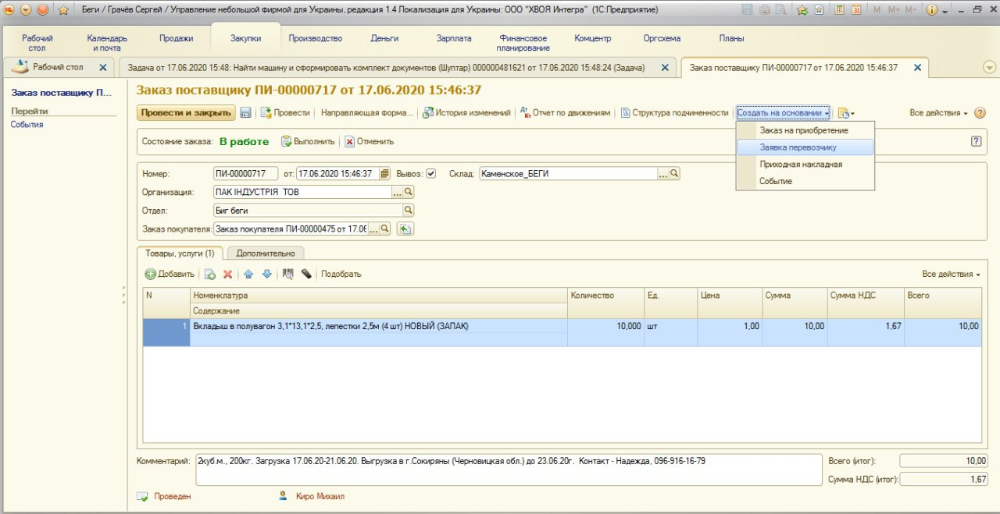 Беги / Грачёв Сергей / Управление небольшой фирмой для Украины, редакция 1.4 Локализация для Украины: ООО "ХВОЯ Интегра" (1С:Предприятие)
M M+ M-
Рабочий стол
Календарь и почта
Продажи
Закупки
Производство
Деньги
Зарплата
Финансовое планирование
Комцентр
Оргсхема
Планы
Рабочий стол
Задача от 17.06.2020 15:48: Найти машину и сформировать комплект документов (Шуптар) 000000481621 от 17.06.2020 15:48:24 (Задача)
Заказ поставщику ПИ-00000717 от 17.06.2020 15:46:37
Заказ поставщику П...
Перейти
События
Заказ поставщику ПИ-00000717 от 17.06.2020 15:46:37
Провести и закрыть
Провести
Направляющая форма...
История изменений
Дт Кт Отчет по движениям
Структура подчиненности
Создать на основании
Все действия
Заказ на приобретение
Заявка перевозчику
Приходная накладная
Событие
Состояние заказа: В работе
Выполнить
Отменить
Номер: ПИ-00000717 от: 17.06.2020 15:46:37 Вывоз: Склад: Каменское_БЕГИ
Организация: ПАК ІНДУСТРІЯ ТОВ
Отдел: Биг беги
Заказ покупателя: Заказ покупателя ПИ-00000475 от 17.06
Товары, услуги (1)
Дополнительно
Добавить
Подобрать
Все действия
N Номенклатура Количество Ед. Цена Сумма Сумма НДС Всего
Содержание
1 Вкладыш в полувагон 3,1*13,1*2,5, лепестки 2,5м (4 шт) НОВЫЙ (ЗАПАК) 10,000 шт 1,00 10,00 1,67 10,00
Комментарий: 2куб.м., 200кг. Загрузка 17.06.20-21.06.20. Выгрузка в г.Сокиряны (Черновицкая обл.) до 23.06.20г. Контакт - Надежда, 096-916-16-79
Всего (итог): 10,00
Сумма НДС (итог): 1,67
Проведен
Киро Михаил